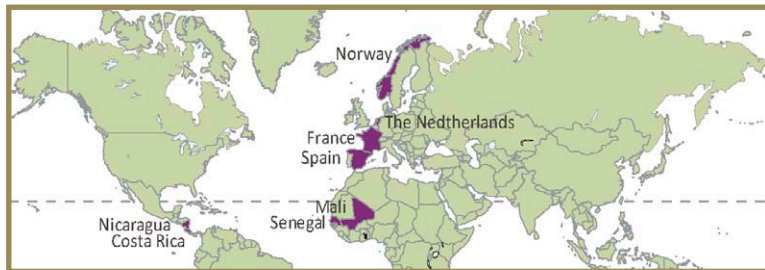 Norway
The Nedtherlands
France
Spain
Mali
Senegal
Nicaragua
Costa Rica